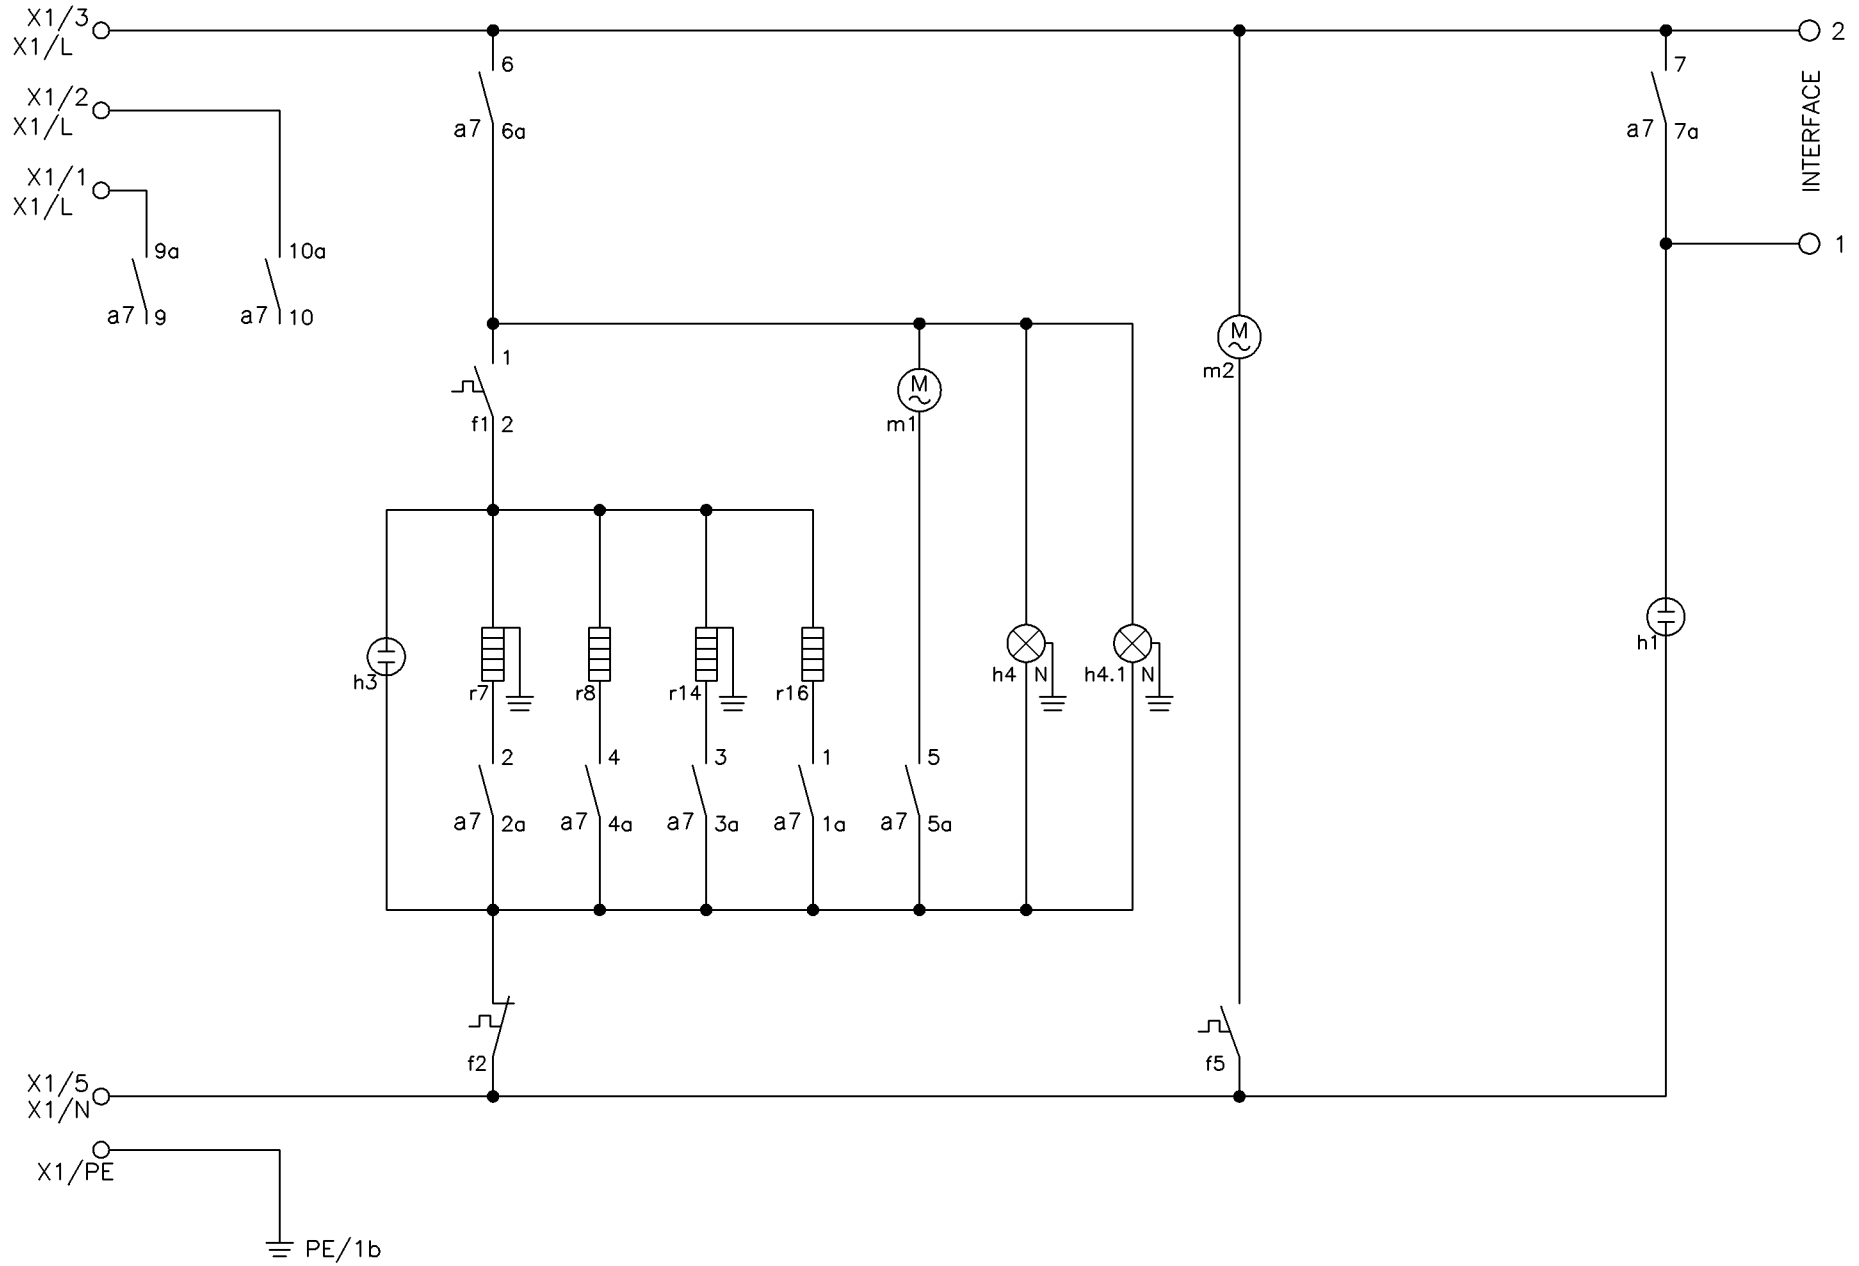 X1/3
X1/L
2
6
7
INTERFACE
X1/2
X1/L
a7 6a
a7 7a
X1/1
X1/L
9a
10a
1
a7 9
a7 10
1
M
m2
M
m1
f1 2
h1
h3
r7
r8
r14
r16
h4 N
h4.1 N
2
4
3
1
5
a7 2a
a7 4a
a7 3a
a7 1a
a7 5a
f2
f5
X1/5
X1/N
X1/PE
PE/1b